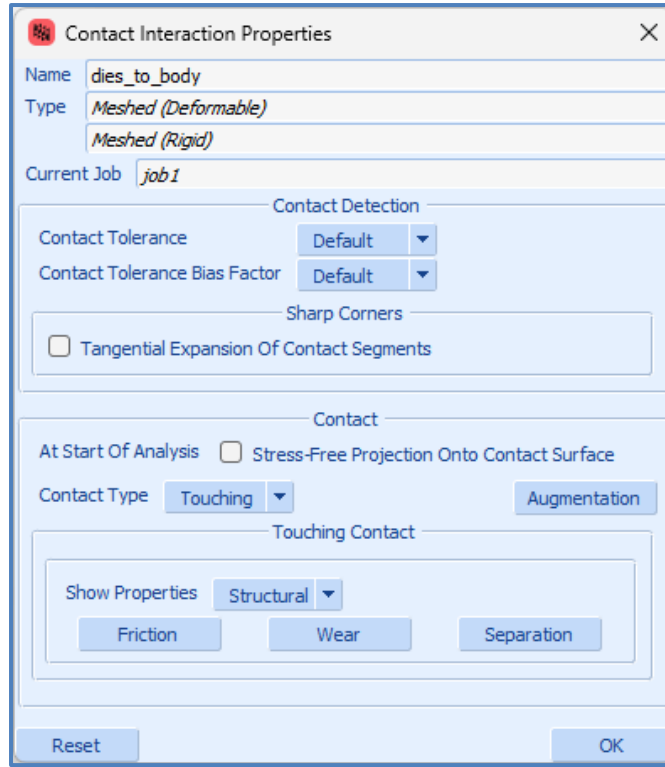 Contact Interaction Properties
Name dies_to_body
Type Meshed (Deformable)
Meshed (Rigid)
Current Job job1
Contact Detection
Contact Tolerance Default
Contact Tolerance Bias Factor Default
Sharp Corners
Tangential Expansion Of Contact Segments
Contact
At Start Of Analysis Stress-Free Projection Onto Contact Surface
Contact Type Touching Augmentation
Touching Contact
Show Properties Structural
Friction Wear Separation
Reset OK